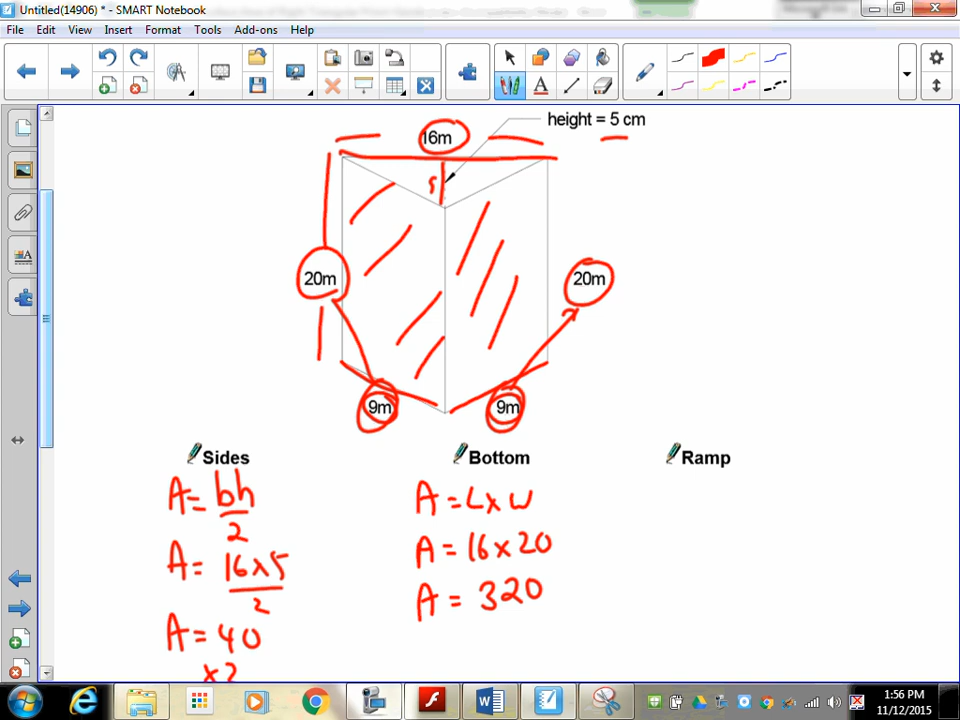 Untitled(14906) * - SMART Notebook
File Edit View Insert Format Tools Add-ons Help
height = 5 cm
16m
5
20m
20m
9m
9m
Sides
A = bh
2
A = 16 x 5
2
A = 40
x2
Bottom
A = L x W
A = 16 x 20
A = 320
Ramp
1:56 PM
11/12/2015